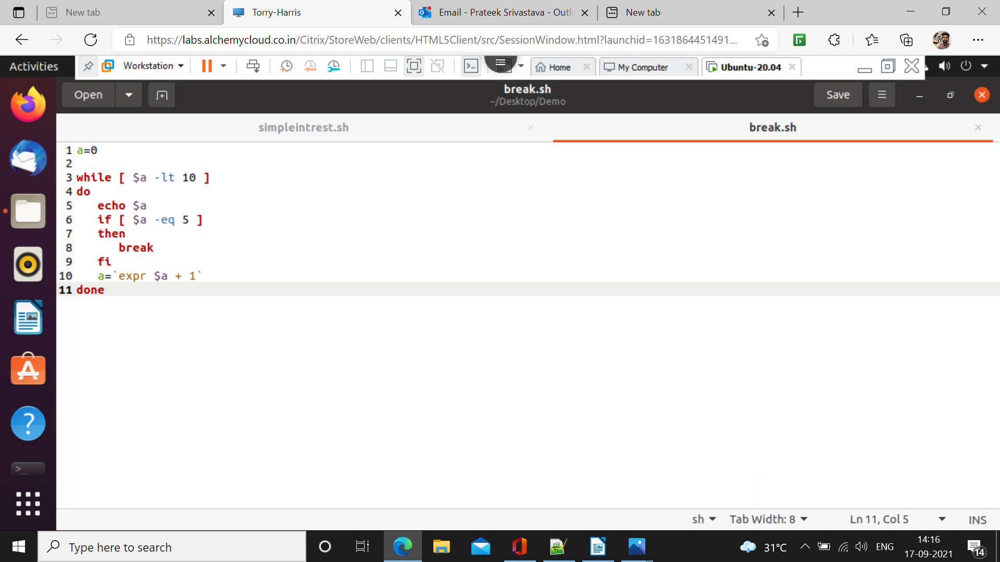 New tab
Torry-Harris
Email - Prateek Srivastava - Outl
New tab
https://labs.alchemycloud.co.in/Citrix/StoreWeb/clients/HTML5Client/src/SessionWindow.html?launchid=1631864451491...
Activities
Workstation
Home
My Computer
Ubuntu-20.04
Open
break.sh
~/Desktop/Demo
Save
simpleintrest.sh
break.sh
1 a=0
2
3 while [ $a -lt 10 ]
4 do
5    echo $a
6    if [ $a -eq 5 ]
7    then
8       break
9    fi
10    a=`expr $a + 1`
11 done
sh
Tab Width: 8
Ln 11, Col 5
INS
Type here to search
31°C
ENG
14:16
17-09-2021
14